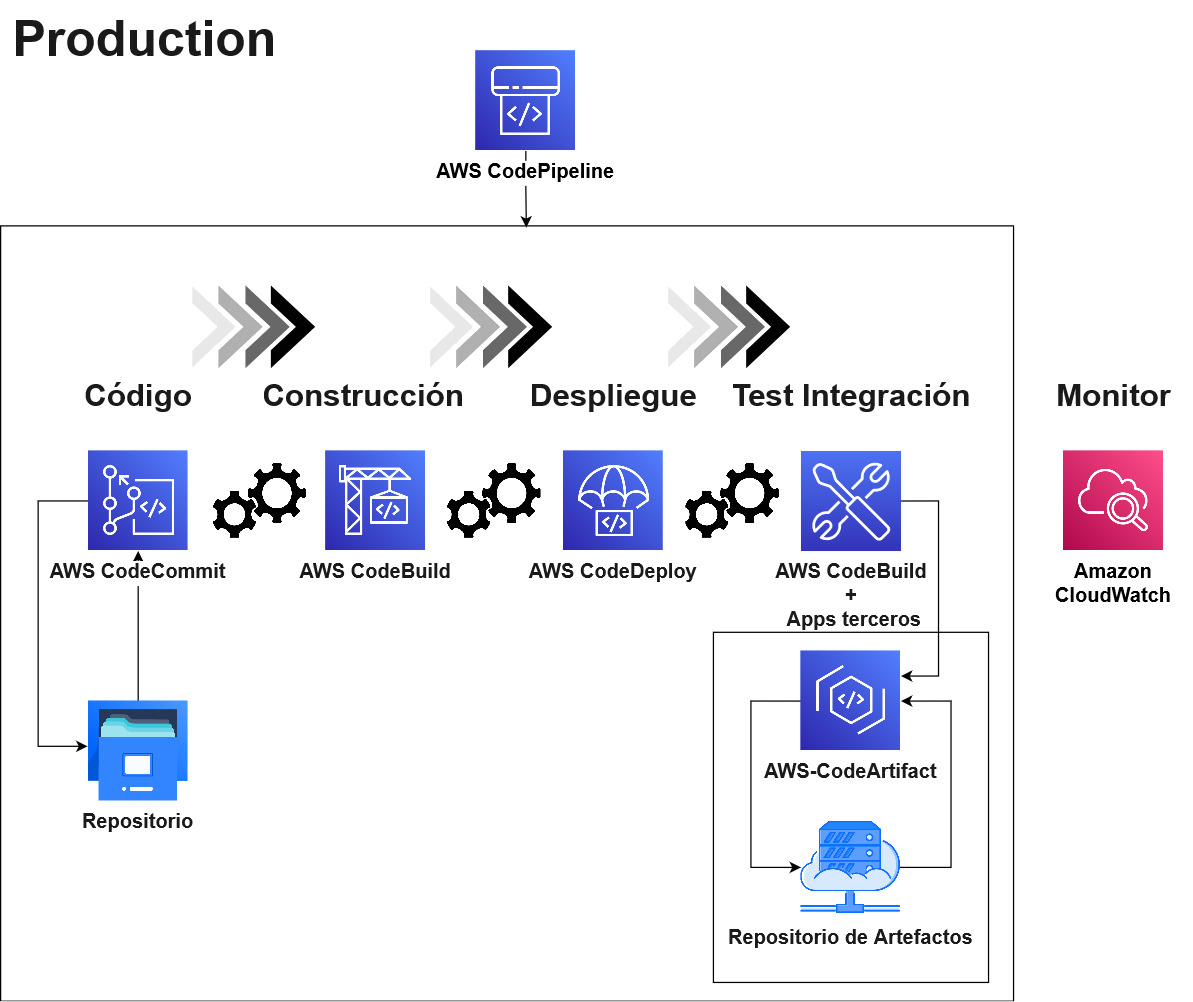 Production
AWS CodePipeline
Código
Construcción
Despliegue
Test Integración
Monitor
AWS CodeCommit
AWS CodeBuild
AWS CodeDeploy
AWS CodeBuild
+
Apps terceros
Amazon
CloudWatch
AWS-CodeArtifact
Repositorio
Repositorio de Artefactos